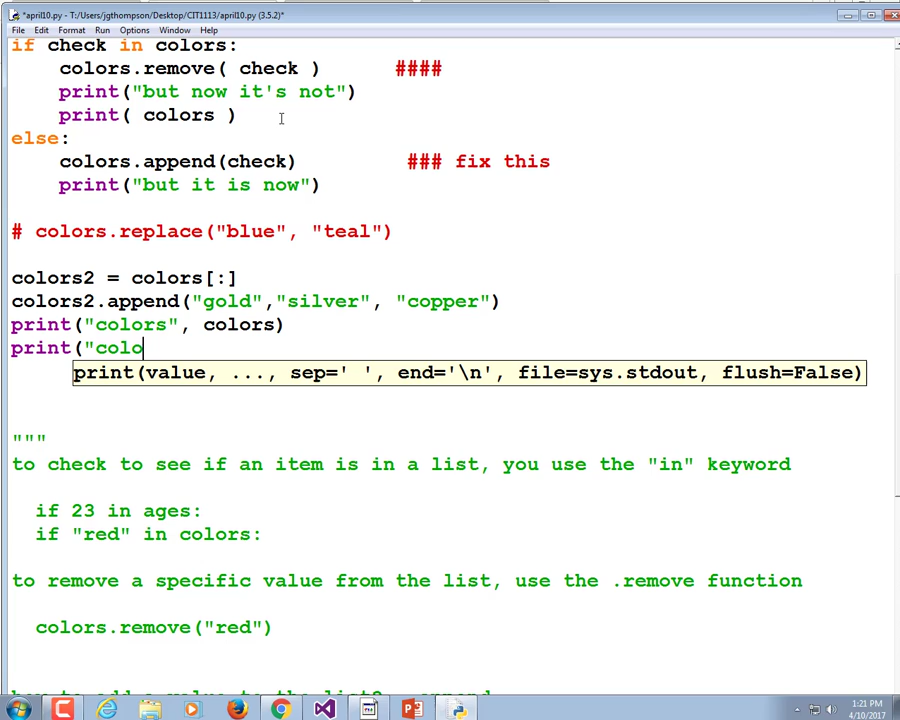 *april10.py - T:/Users/jgthompson/Desktop/CIT1113/april10.py (3.5.2)*
File Edit Format Run Options Window Help
if check in colors:
    colors.remove( check )    ####
    print("but now it's not")
    print( colors )
else:
    colors.append(check)    ### fix this
    print("but it is now")
# colors.replace("blue", "teal")
colors2 = colors[:]
colors2.append("gold","silver", "copper")
print("colors", colors)
print("colo
print(value, ..., sep=' ', end='\n', file=sys.stdout, flush=False)
"""
to check to see if an item is in a list, you use the "in" keyword
  if 23 in ages:
  if "red" in colors:
to remove a specific value from the list, use the .remove function
  colors.remove("red")
1:21 PM
4/10/2017